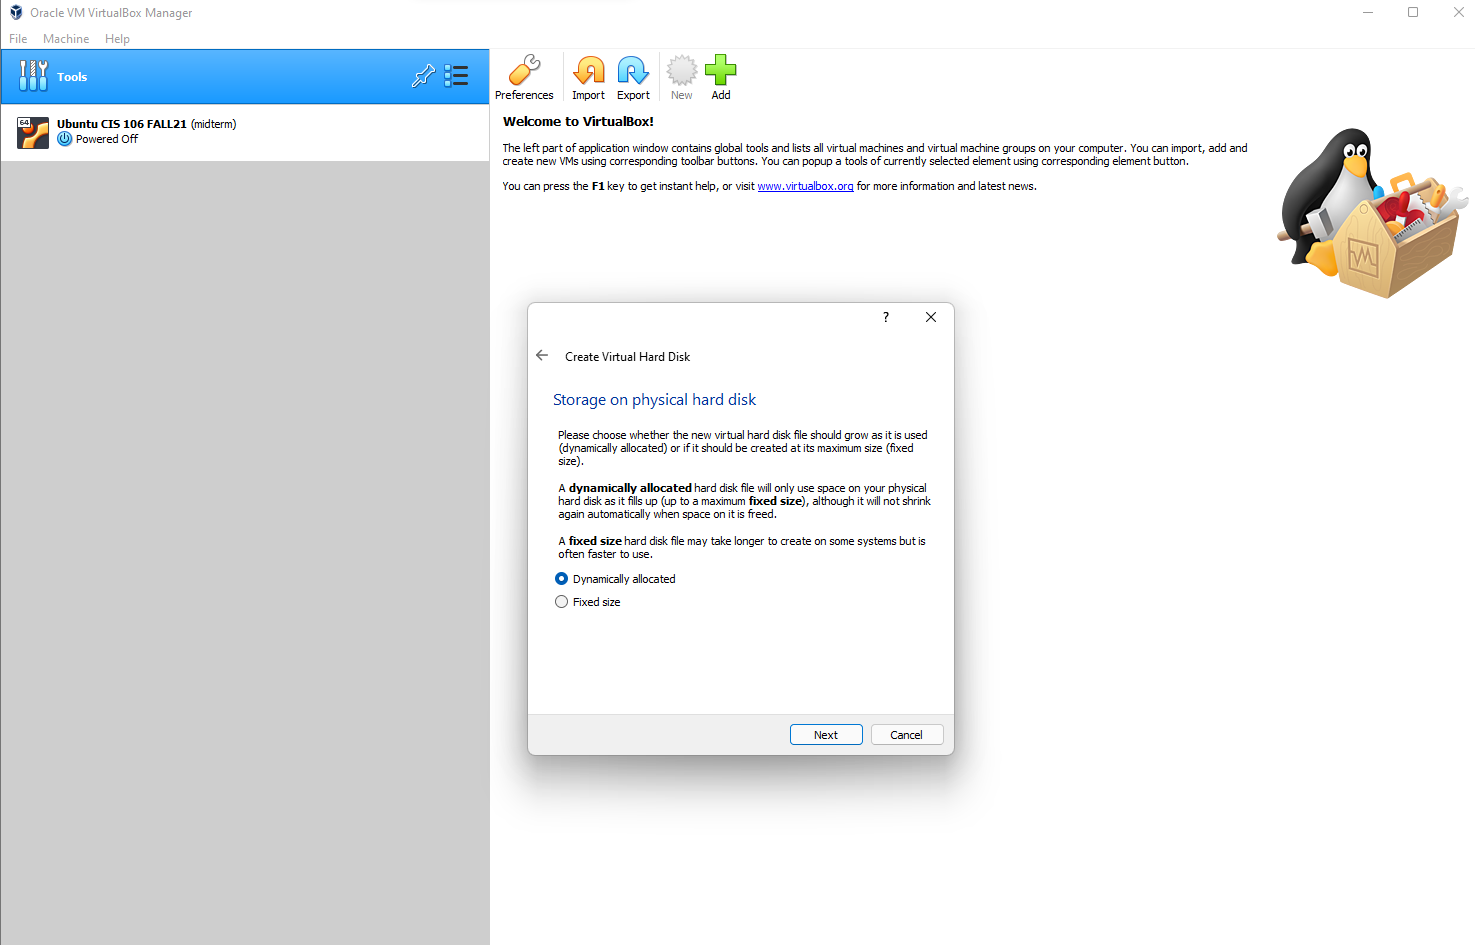 Oracle VM VirtualBox Manager
File Machine Help
Tools
64
Ubuntu CIS 106 FALL21 (midterm)
Powered Off
Preferences Import Export New Add
Welcome to VirtualBox!
The left part of application window contains global tools and lists all virtual machines and virtual machine groups on your computer. You can import, add and
create new VMs using corresponding toolbar buttons. You can popup a tools of currently selected element using corresponding element button.
You can press the F1 key to get instant help, or visit www.virtualbox.org for more information and latest news.
?
Create Virtual Hard Disk
Storage on physical hard disk
Please choose whether the new virtual hard disk file should grow as it is used
(dynamically allocated) or if it should be created at its maximum size (fixed
size).
A dynamically allocated hard disk file will only use space on your physical
hard disk as it fills up (up to a maximum fixed size), although it will not shrink
again automatically when space on it is freed.
A fixed size hard disk file may take longer to create on some systems but is
often faster to use.
Dynamically allocated
Fixed size
Next Cancel